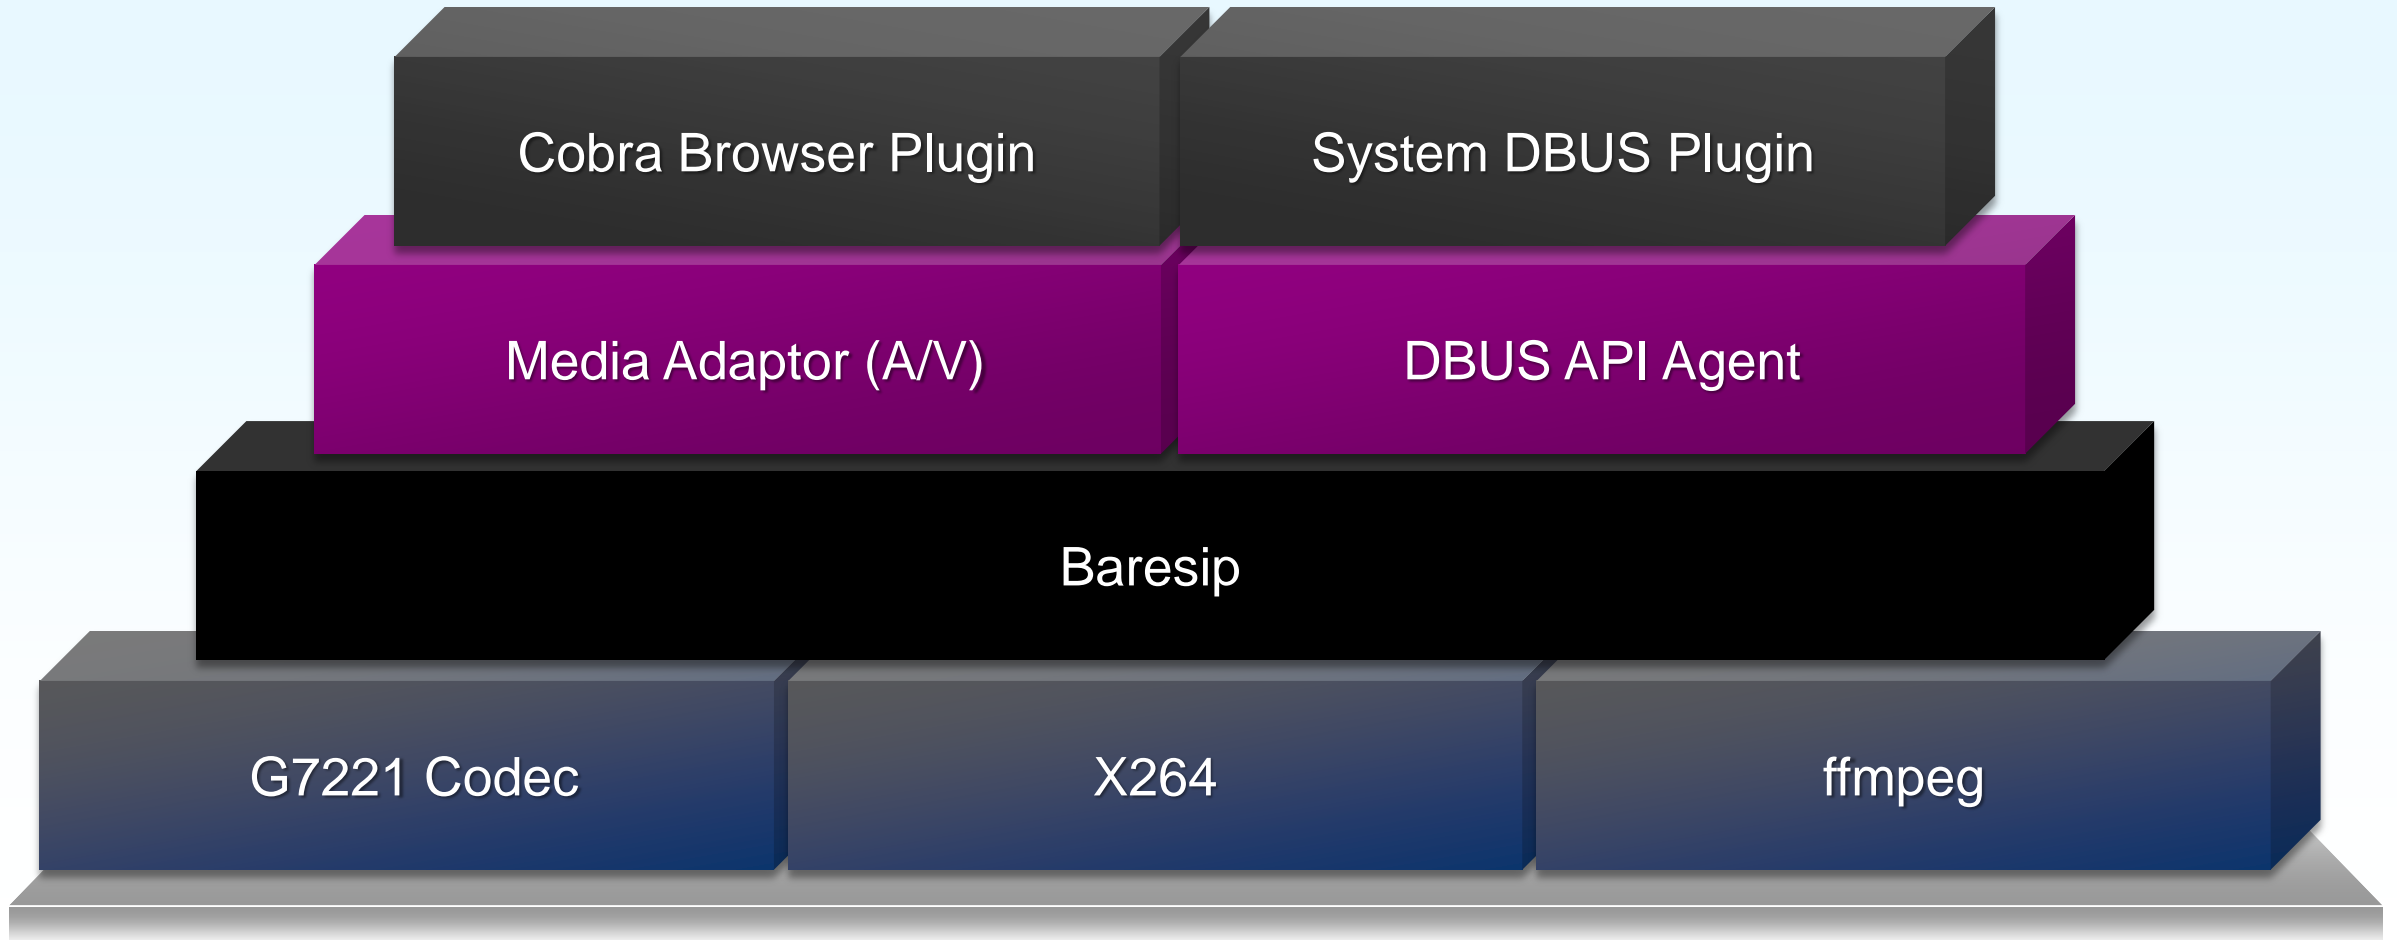 Cobra Browser Plugin
System DBUS Plugin
Media Adaptor (A/V)
DBUS API Agent
Baresip
G7221 Codec
X264
ffmpeg